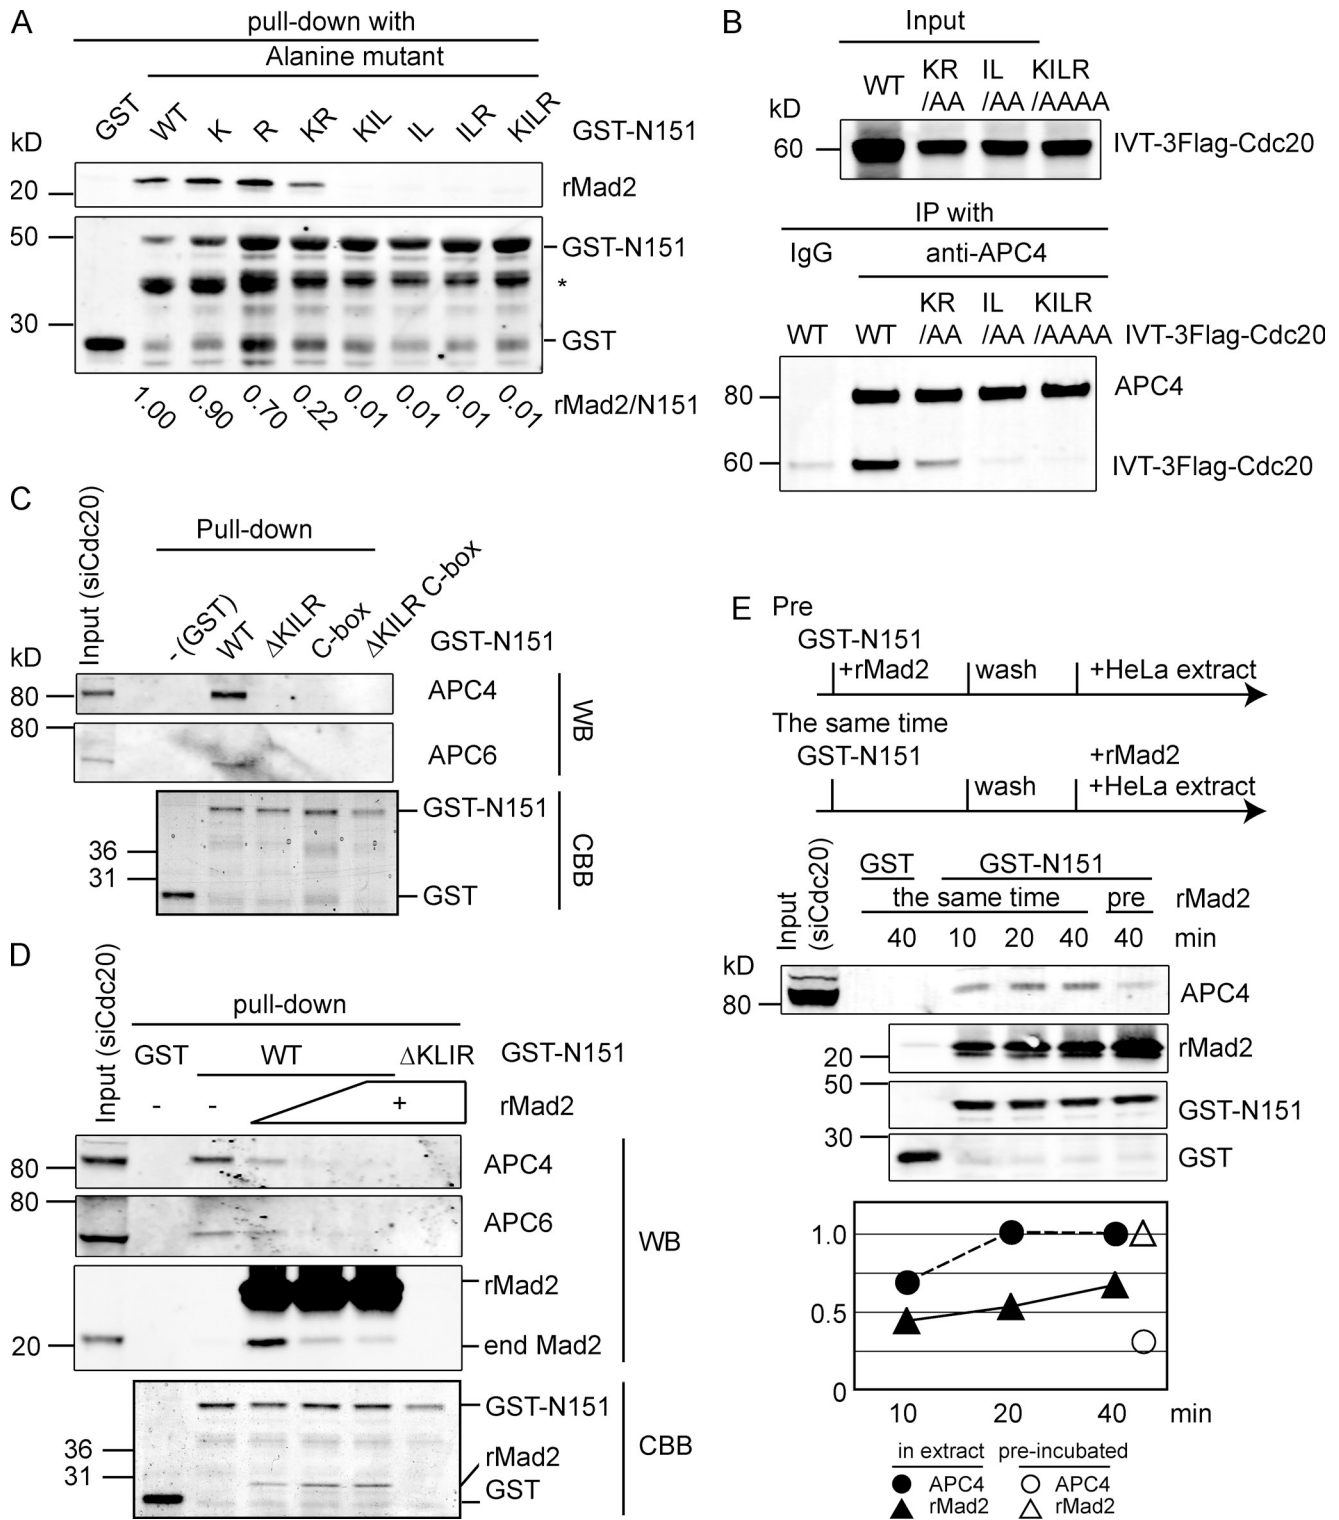 A
pull-down with
Alanine mutant
kD
GST WT K R KR KIL IL ILR KILR GST-N151
20 rMad2
50 GST-N151
*
30 GST
1.00 0.90 0.70 0.22 0.01 0.01 0.01 0.01 rMad2/N151
B
Input
WT KR/AA IL/AA KILR/AAAA
kD
60 IVT-3Flag-Cdc20
IP with
IgG anti-APC4
WT WT KR/AA IL/AA KILR/AAAA IVT-3Flag-Cdc20
80 APC4
60 IVT-3Flag-Cdc20
C
Pull-down
kD
Input (siCdc20) - (GST) WT ΔKILR C-box ΔKILR C-box GST-N151
80 APC4
80 APC6
WB
GST-N151
36
31
GST
CBB
D
pull-down
Input (siCdc20) GST WT ΔKLIR GST-N151
- - + rMad2
80 APC4
80 APC6
rMad2
20 end Mad2
WB
GST-N151
36 rMad2
31 GST
CBB
E
Pre
GST-N151
+rMad2 wash +HeLa extract
The same time
GST-N151 +rMad2
wash +HeLa extract
Input (siCdc20)
GST GST-N151
the same time pre rMad2
40 10 20 40 40 min
kD
80 APC4
20 rMad2
50 GST-N151
30 GST
1.0
0.5
0
10 20 40 min
in extract pre-incubated
APC4 APC4
rMad2 rMad2